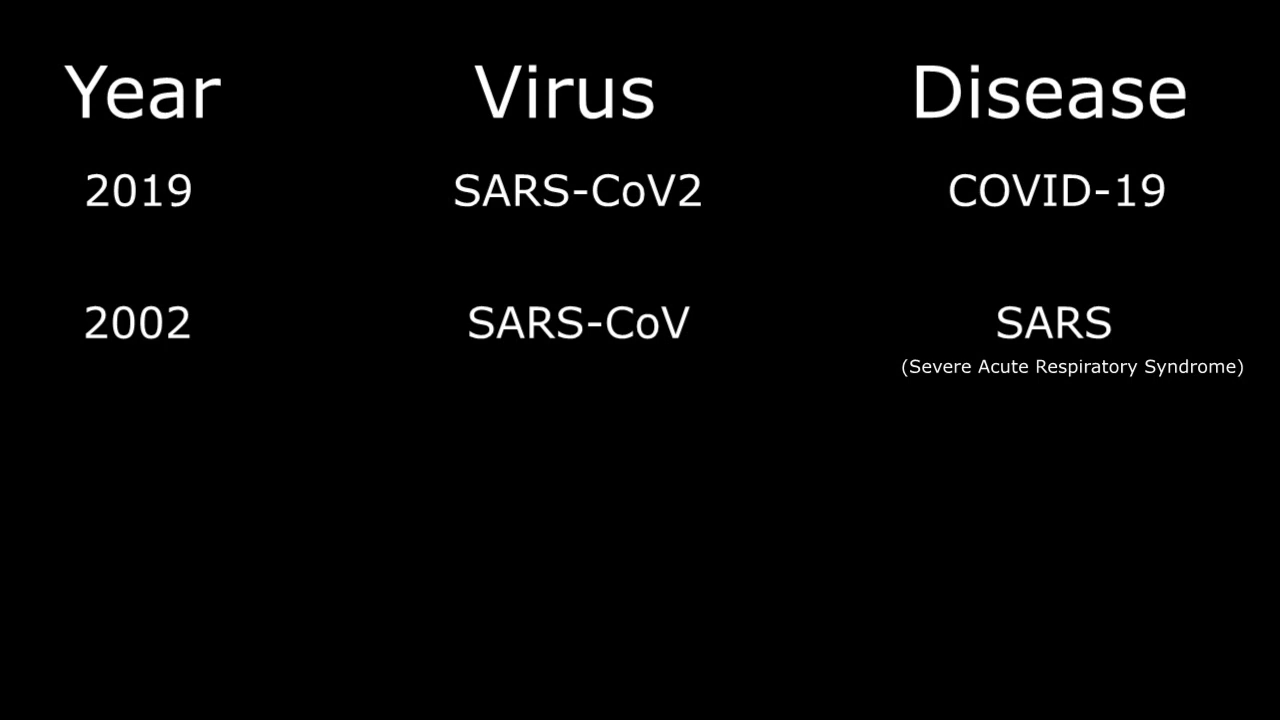 Year Virus Disease
2019 SARS-CoV2 COVID-19
2002 SARS-CoV SARS
(Severe Acute Respiratory Syndrome)